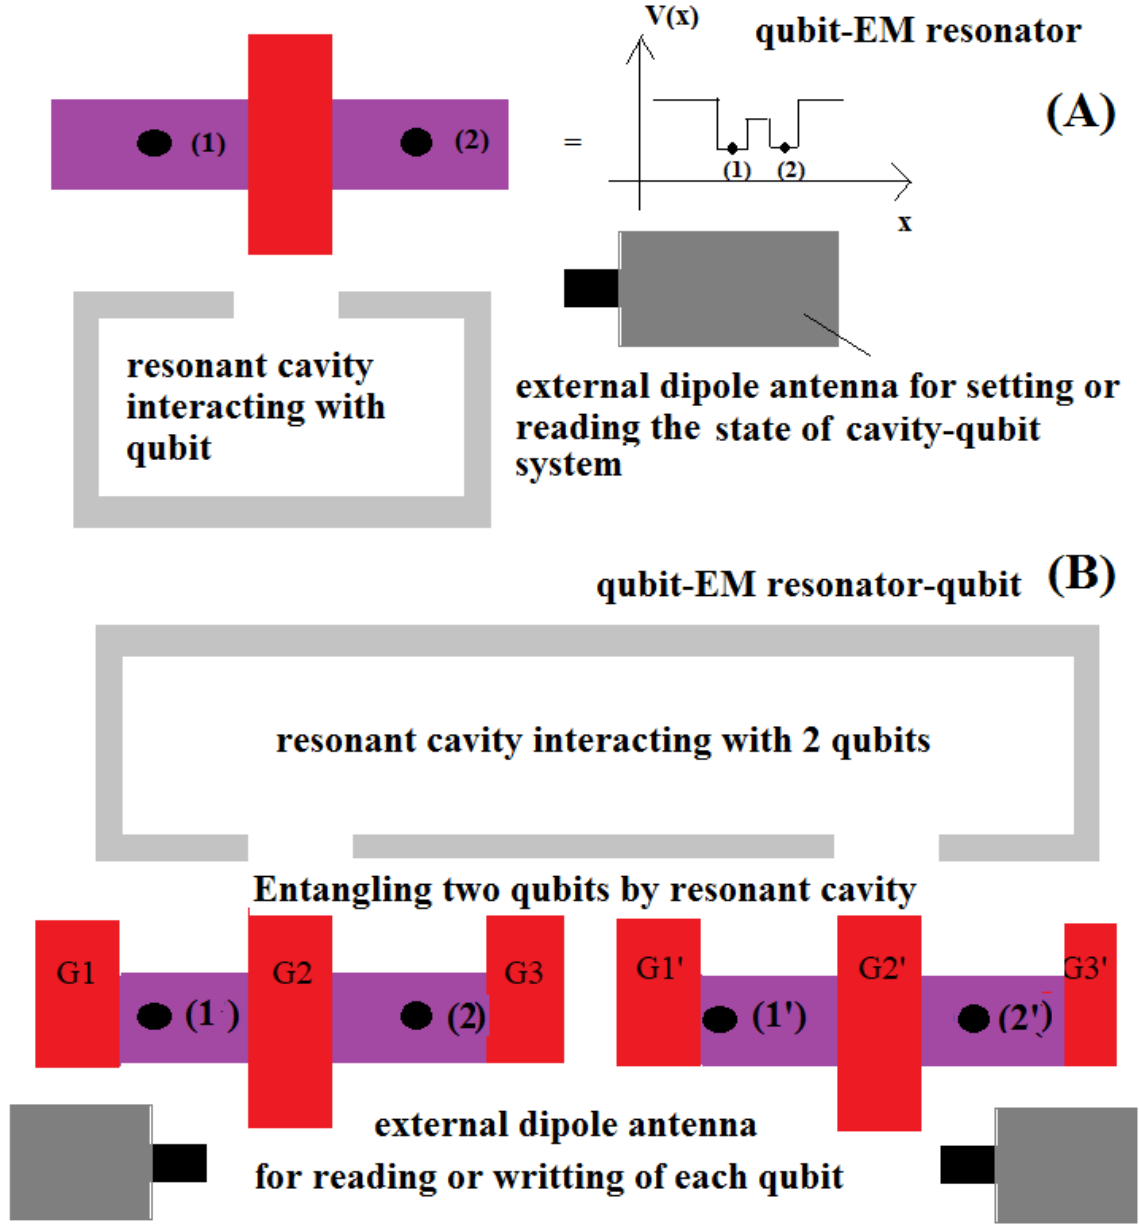 V(x)
qubit-EM resonator
(A)
(1)
(2)
=
(1)
(2)
x
resonant cavity
interacting with
qubit
external dipole antenna for setting or
reading the state of cavity-qubit
system
(B)
qubit-EM resonator-qubit
resonant cavity interacting with 2 qubits
Entangling two qubits by resonant cavity
G1
G2
G3
G1'
G2'
G3'
(1)
(2)
(1')
(2')
external dipole antenna
for reading or writting of each qubit